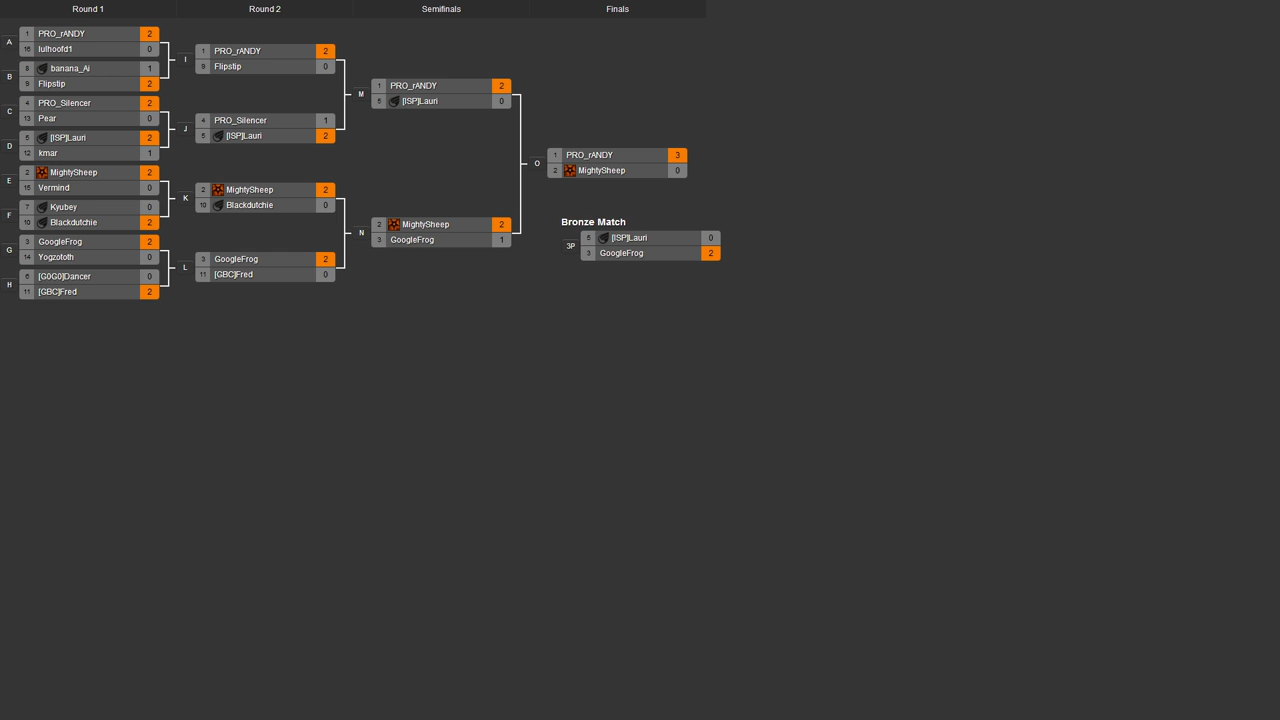 Round 1
Round 2
Semifinals
Finals
A
1 PRO_rANDY 2
16 lulhoofd1 0
B
8 banana_Ai 1
9 Flipstip 2
C
4 PRO_Silencer 2
13 Pear 0
D
5 [ISP]Lauri 2
12 kmar 1
E
2 MightySheep 2
15 Vermind 0
F
7 Kyubey 0
10 Blackdutchie 2
G
3 GoogleFrog 2
14 Yogzototh 0
H
6 [G0G0]Dancer 0
11 [GBC]Fred 2
I
1 PRO_rANDY 2
9 Flipstip 0
J
4 PRO_Silencer 1
5 [ISP]Lauri 2
K
2 MightySheep 2
10 Blackdutchie 0
L
3 GoogleFrog 2
11 [GBC]Fred 0
M
1 PRO_rANDY 2
5 [ISP]Lauri 0
N
2 MightySheep 2
3 GoogleFrog 1
O
1 PRO_rANDY 3
2 MightySheep 0
Bronze Match
3P
5 [ISP]Lauri 0
3 GoogleFrog 2